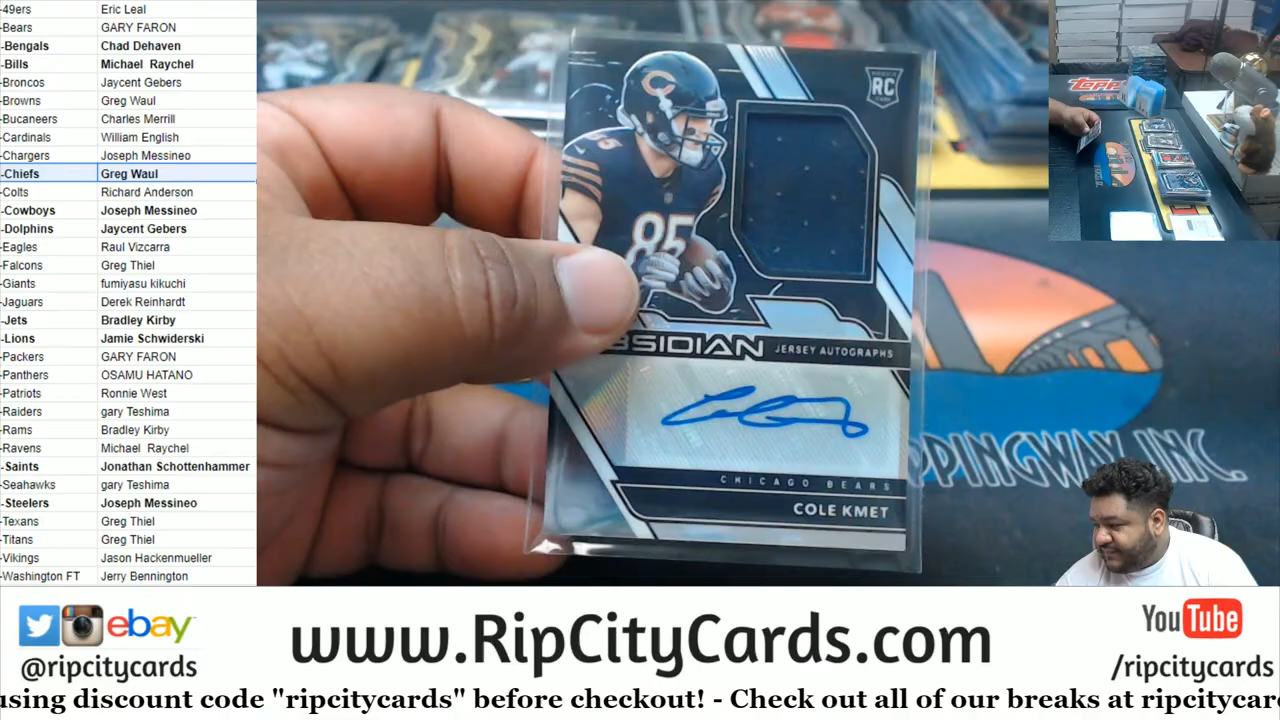 -49ers Eric Leal
-Bears GARY FARON
-Bengals Chad Dehaven
-Bills Michael Raychel
-Broncos Jaycent Gebers
-Browns Greg Waul
-Bucaneers Charles Merrill
-Cardinals William English
-Chargers Joseph Messineo
-Chiefs Greg Waul
-Colts Richard Anderson
-Cowboys Joseph Messineo
-Dolphins Jaycent Gebers
-Eagles Raul Vizcarra
-Falcons Greg Thiel
-Giants fumiyasu kikuchi
-Jaguars Derek Reinhardt
-Jets Bradley Kirby
-Lions Jamie Schwiderski
-Packers GARY FARON
-Panthers OSAMU HATANO
-Patriots Ronnie West
-Raiders gary Teshima
-Rams Bradley Kirby
-Ravens Michael Raychel
-Saints Jonathan Schottenhammer
-Seahawks gary Teshima
-Steelers Joseph Messineo
-Texans Greg Thiel
-Titans Greg Thiel
-Vikings Jason Hackenmueller
-Washington FT Jerry Bennington
RC
85
85
BSIDIAN JERSEY AUTOGRAPHS
CHICAGO BEARS
COLE KMET
topps
PPINGWAY, INC.
ebay
@ripcitycards
www.RipCityCards.com
YouTube
/ripcitycards
using discount code "ripcitycards" before checkout! - Check out all of our breaks at ripcitycar